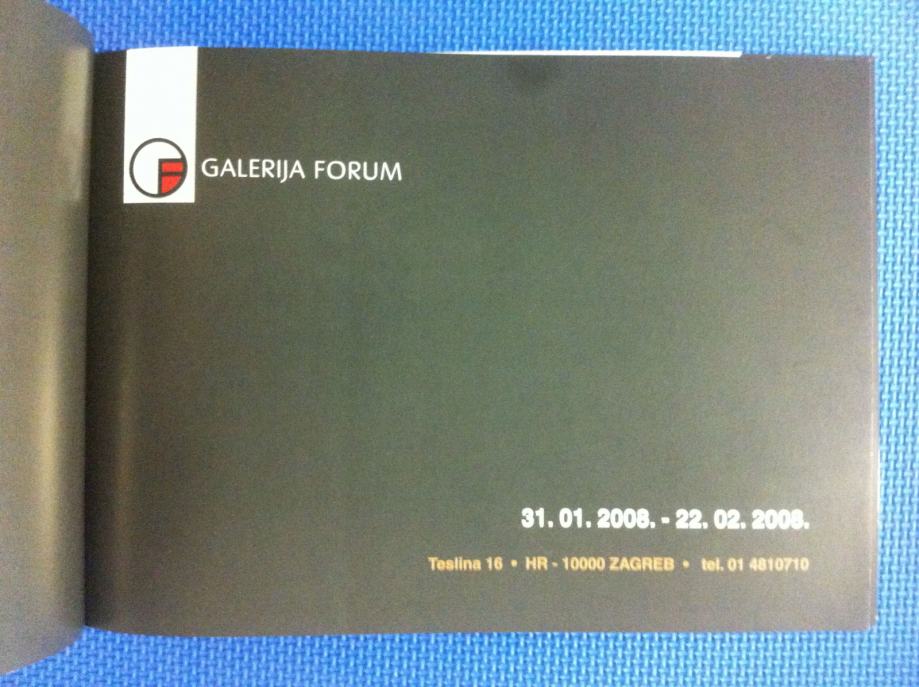 GALERIJA FORUM
31. 01. 2008. - 22. 02. 2008.
Teslina 16 • HR - 10000 ZAGREB • tel. 01 4810710